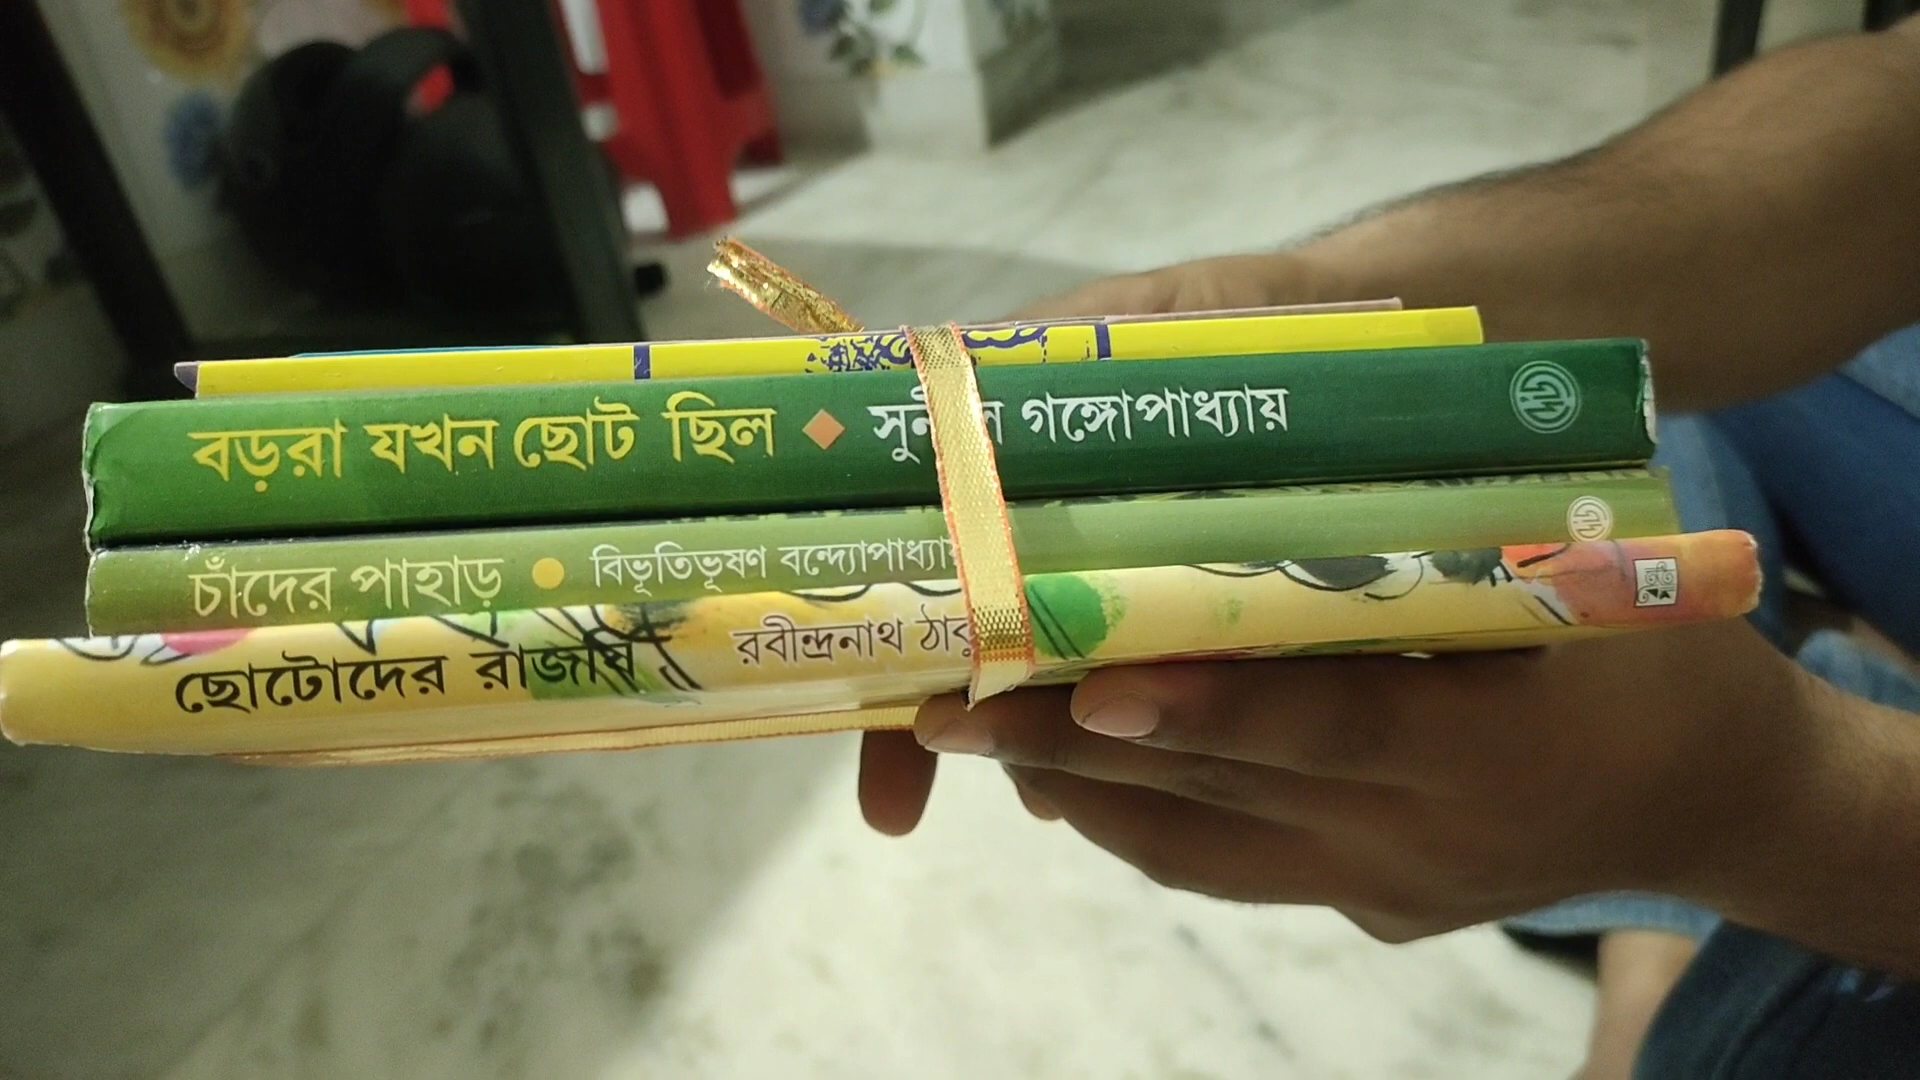 বড়রা যখন ছোট ছিল সুনীল গঙ্গোপাধ্যায়
চাঁদের পাহাড় বিভূতিভূষণ বন্দ্যোপাধ্যায়
ছোটোদের রাজর্ষি রবীন্দ্রনাথ ঠাকুর